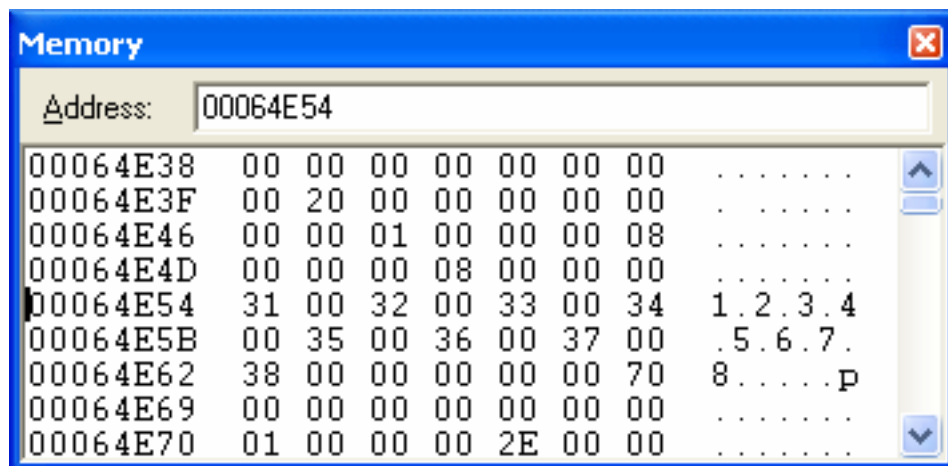 Memory
Address: 00064E54
00064E38 00 00 00 00 00 00 00 .......
00064E3F 00 20 00 00 00 00 00 . .....
00064E46 00 00 01 00 00 00 08 .......
00064E4D 00 00 00 08 00 00 00 .......
00064E54 31 00 32 00 33 00 34 1.2.3.4
00064E5B 00 35 00 36 00 37 00 .5.6.7.
00064E62 38 00 00 00 00 00 70 8.....p
00064E69 00 00 00 00 00 00 00 .......
00064E70 01 00 00 00 2E 00 00 .......